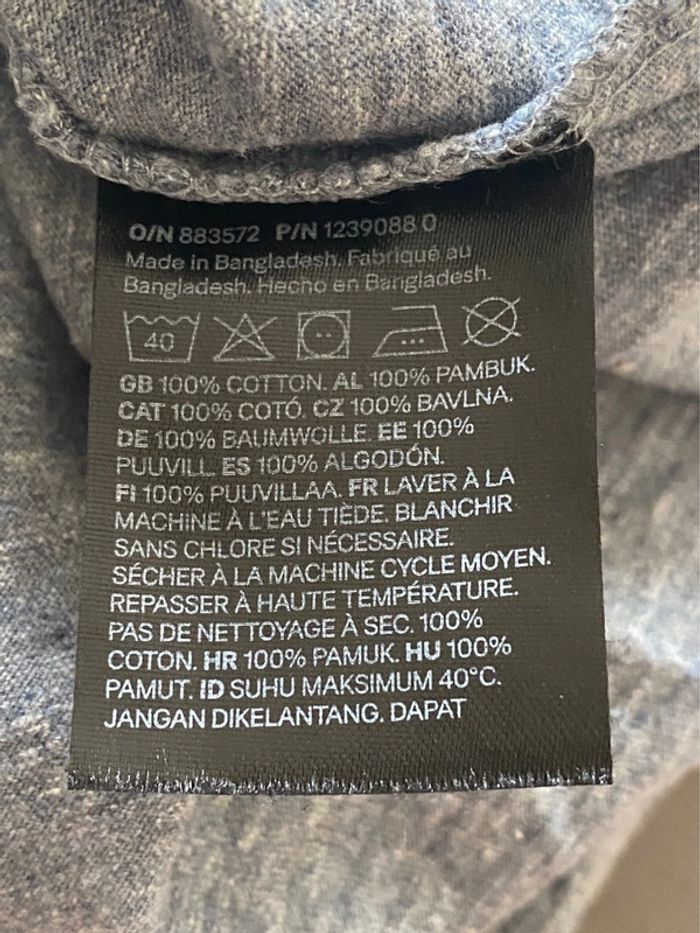 O/N 883572 P/N 1239088 0
Made in Bangladesh. Fabriqué au
Bangladesh. Hecho en Bangladesh.
40
GB 100% COTTON. AL 100% PAMBUK.
CAT 100% COTÓ. CZ 100% BAVLNA.
DE 100% BAUMWOLLE. EE 100%
PUUVILL. ES 100% ALGODÓN.
FI 100% PUUVILLAA. FR LAVER À LA
MACHINE À L'EAU TIÈDE. BLANCHIR
SANS CHLORE SI NÉCESSAIRE.
SÉCHER À LA MACHINE CYCLE MOYEN.
REPASSER À HAUTE TEMPÉRATURE.
PAS DE NETTOYAGE À SEC. 100%
COTON. HR 100% PAMUK. HU 100%
PAMUT. ID SUHU MAKSIMUM 40°C.
JANGAN DIKELANTANG. DAPAT